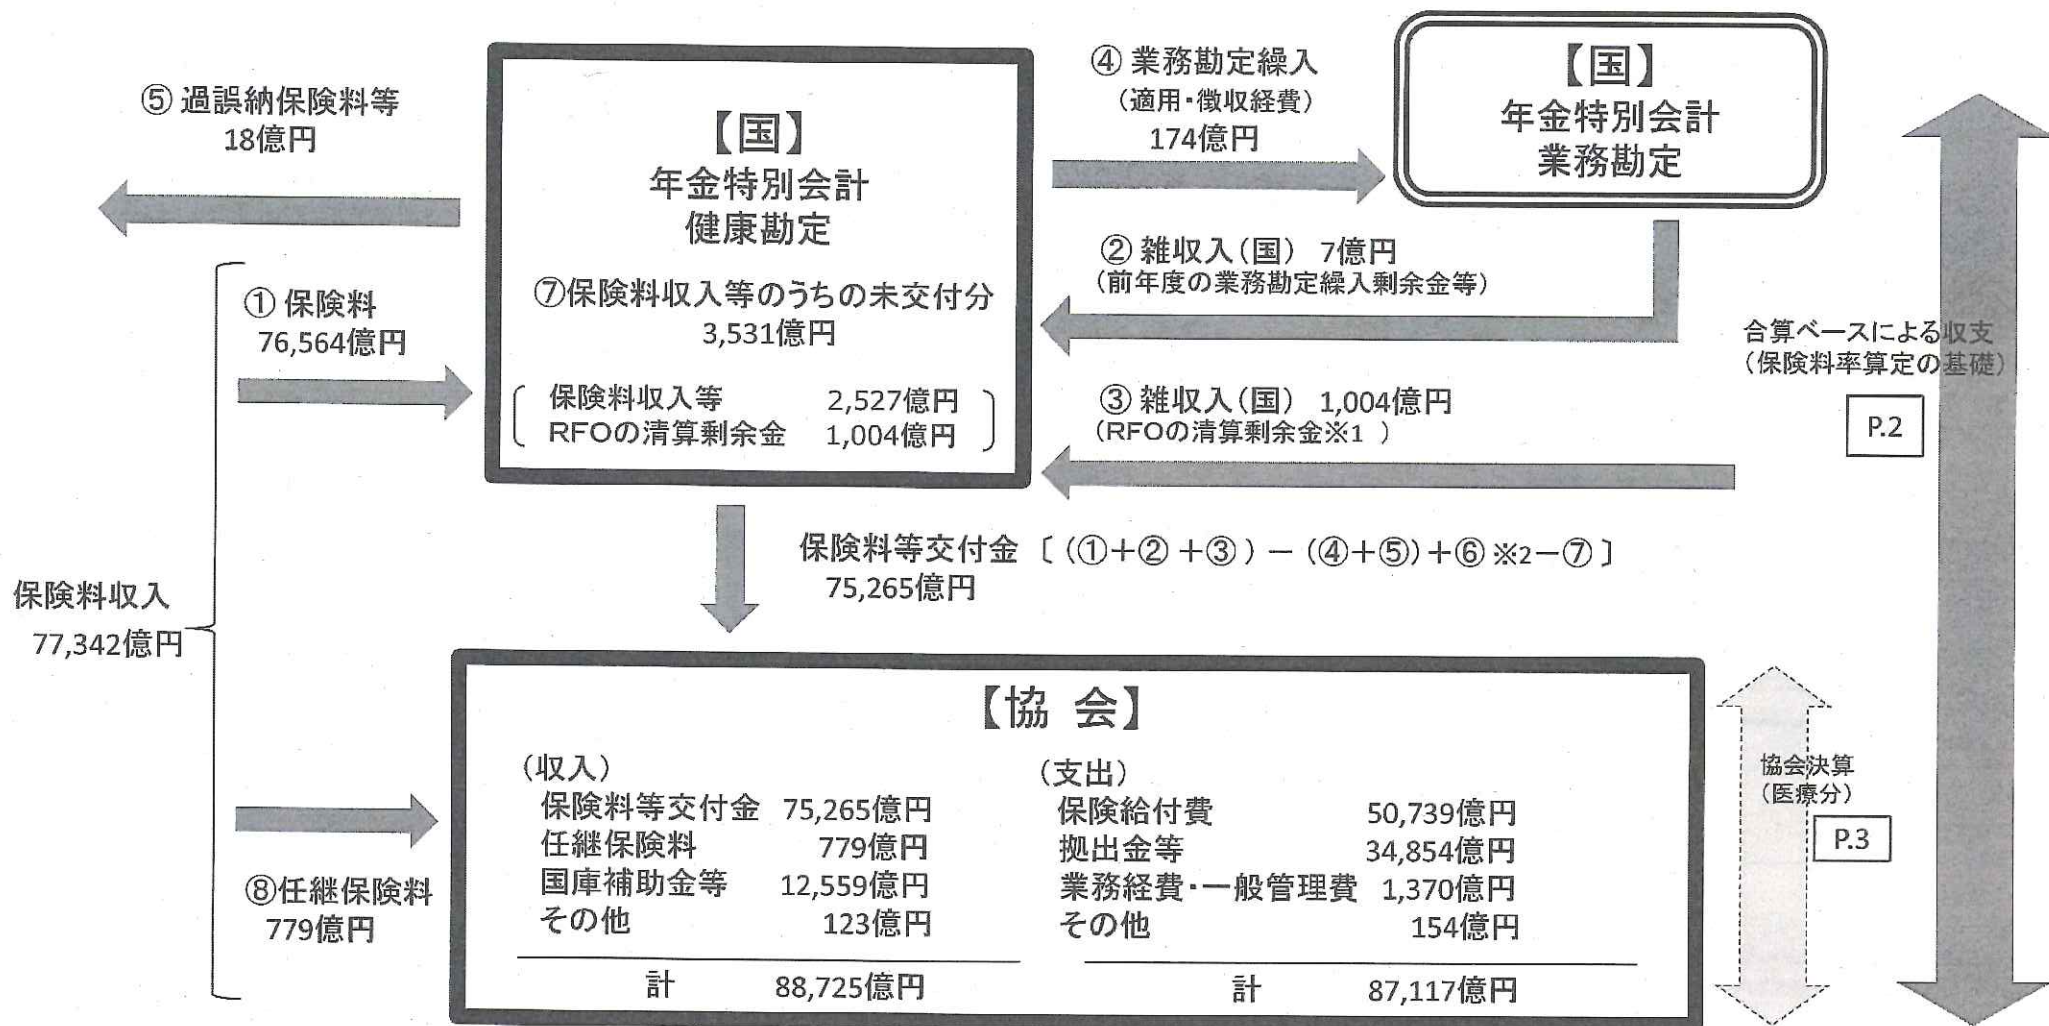 ⑤ 過誤納保険料等
18億円
【国】
年金特別会計
健康勘定
⑦保険料収入等のうちの未交付分
3,531億円
保険料収入等 2,527億円
RFOの清算剰余金 1,004億円
④ 業務勘定繰入
(適用・徴収経費)
174億円
【国】
年金特別会計
業務勘定
② 雑収入(国) 7億円
(前年度の業務勘定繰入剰余金等)
③ 雑収入(国) 1,004億円
(RFOの清算剰余金※1 )
合算ベースによる収支
(保険料率算定の基礎)
P.2
① 保険料
76,564億円
保険料収入
77,342億円
⑧任継保険料
779億円
保険料等交付金 〔 (①+② +③ ) − (④+⑤)+⑥ ※2−⑦ 〕
75,265億円
【協 会】
(収入)
保険料等交付金 75,265億円
任継保険料 779億円
国庫補助金等 12,559億円
その他 123億円
計 88,725億円
(支出)
保険給付費 50,739億円
拠出金等 34,854億円
業務経費・一般管理費 1,370億円
その他 154億円
計 87,117億円
協会決算
(医療分)
P.3